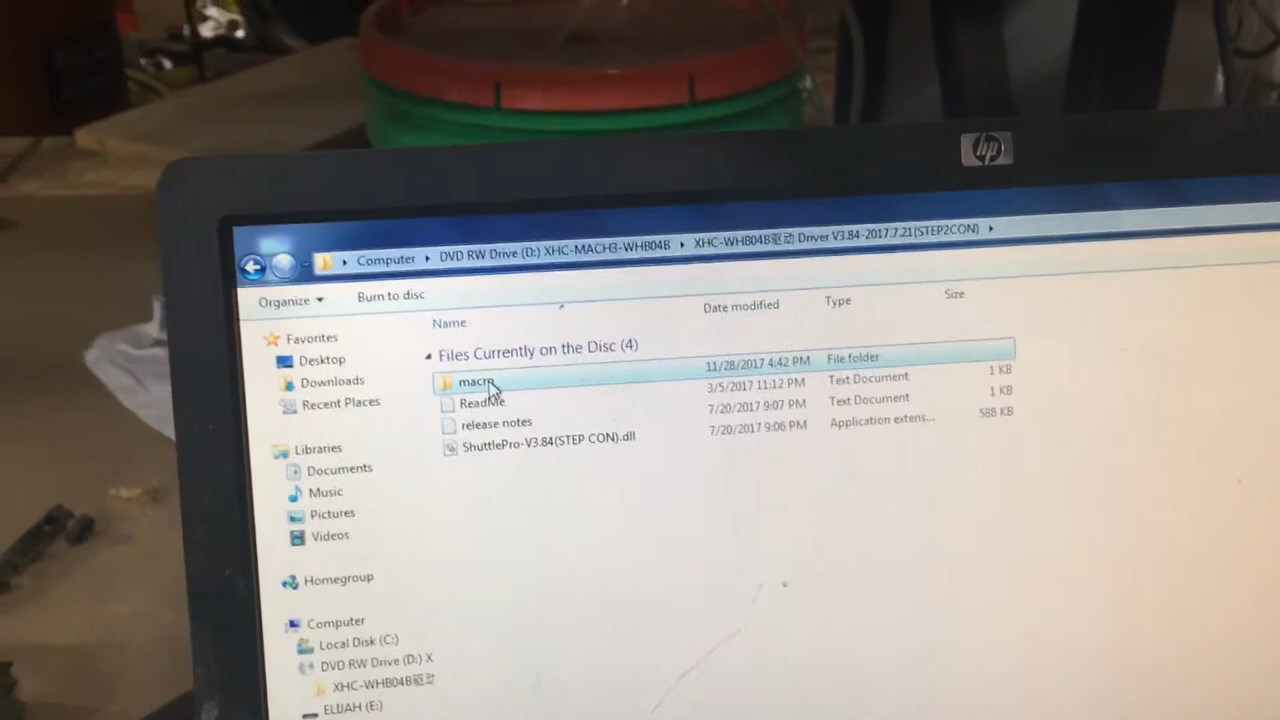 hp
Computer DVD RW Drive (D:) XHC-MACH3-WHB04B XHC-WHB04B驱动 Driver V3.84-2017.7.21(STEP2CON)
Organize Burn to disc
Name Date modified Type Size
Favorites
Desktop
Downloads
Recent Places
Libraries
Documents
Music
Pictures
Videos
Homegroup
Computer
Local Disk (C:)
DVD RW Drive (D:) X
XHC-WHB04B驱动
ELIJAH (E:)
Files Currently on the Disc (4)
macro 11/28/2017 4:42 PM File folder
ReadMe 3/5/2017 11:12 PM Text Document 1 KB
release notes 7/20/2017 9:07 PM Text Document 1 KB
ShuttlePro-V3.84(STEP CON).dll 7/20/2017 9:06 PM Application extens... 588 KB